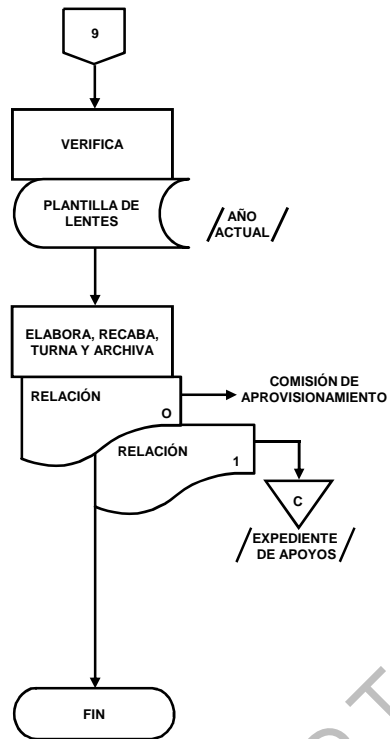 9
VERIFICA
PLANTILLA DE
LENTES
/ AÑO
ACTUAL /
ELABORA, RECABA,
TURNA Y ARCHIVA
RELACIÓN
O
COMISIÓN DE
APROVISIONAMIENTO
RELACIÓN
1
C
/ EXPEDIENTE
DE APOYOS /
FIN
O T